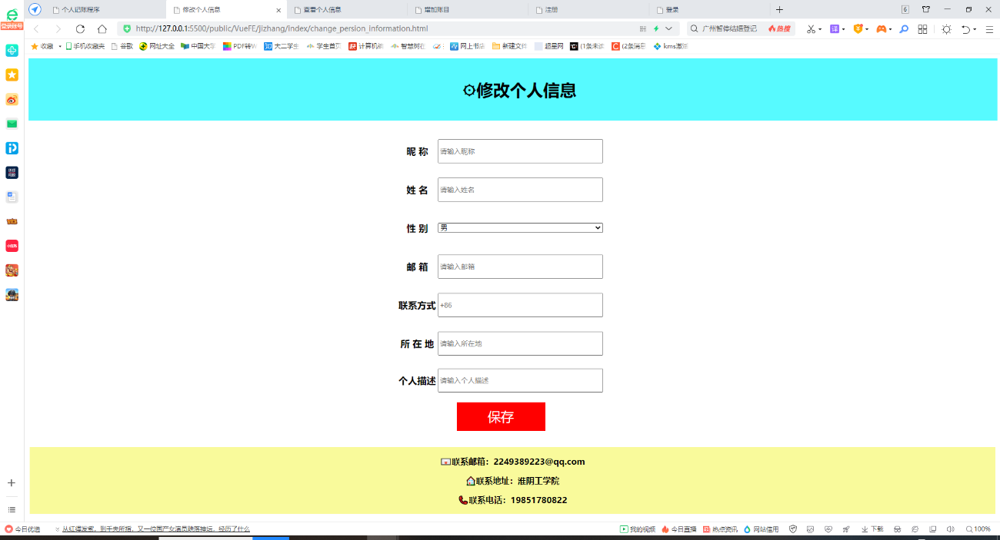 个人记账程序
修改个人信息
查看个人信息
增加账目
注册
登录
6
登录账号
http://127.0.0.1:5500/public/VueFE/Jizhang/index/change_persion_information.html
广州暂停结婚登记
热搜
收藏
手机收藏夹
谷歌
网址大全
中国大学
PDF转W
大二学生
学生首页
计算机编
智慧树在
网上书店
新建文件
超星网
(1条未读
(2条消息
kms激活
修改个人信息
昵 称
请输入昵称
姓 名
请输入姓名
性 别
男
邮 箱
请输入邮箱
联系方式
+86
所 在 地
请输入所在地
个人描述
请输入个人描述
保存
联系邮箱：2249389223@qq.com
联系地址：淮阴工学院
联系电话：19851780822
今日优选
从红得发紫，到千夫所指，又一位国产女演员跌落神坛，经历了什么
我的视频
今日直播
热点资讯
网站信用
下载
100%